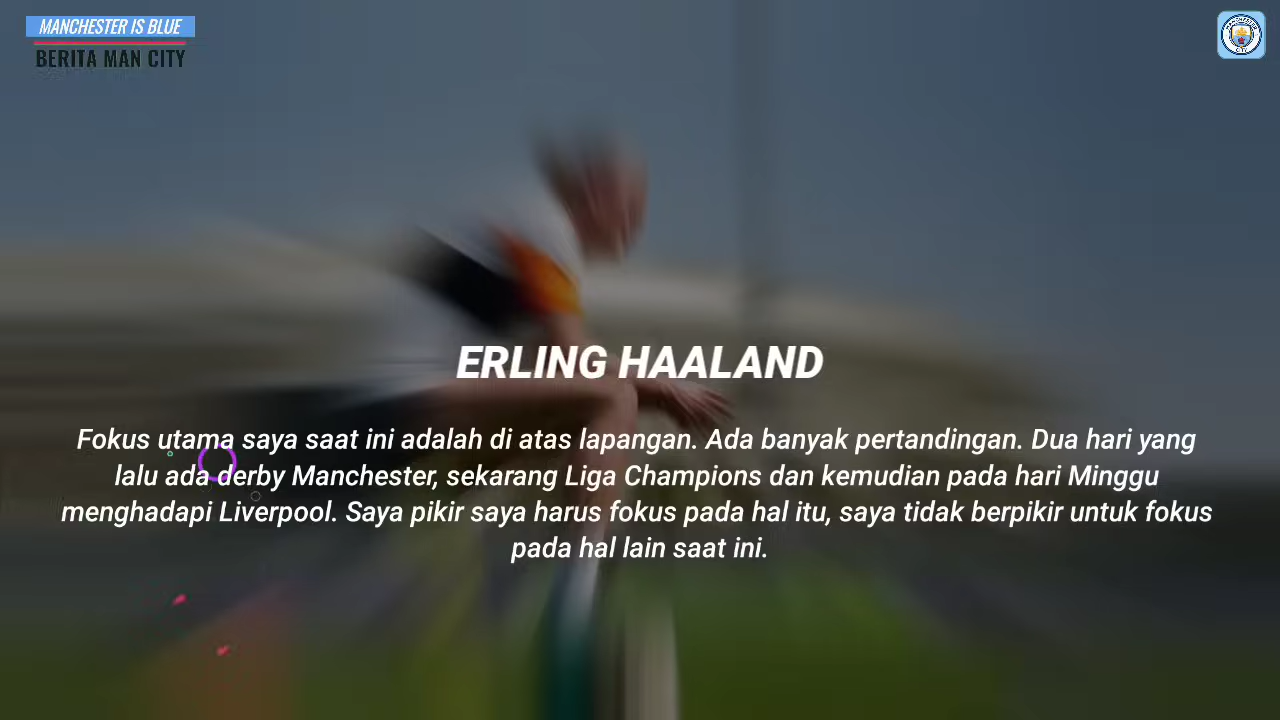 MANCHESTER IS BLUE
BERITA MAN CITY
ERLING HAALAND
Fokus utama saya saat ini adalah di atas lapangan. Ada banyak pertandingan. Dua hari yang
lalu ada derby Manchester, sekarang Liga Champions dan kemudian pada hari Minggu
menghadapi Liverpool. Saya pikir saya harus fokus pada hal itu, saya tidak berpikir untuk fokus
pada hal lain saat ini.